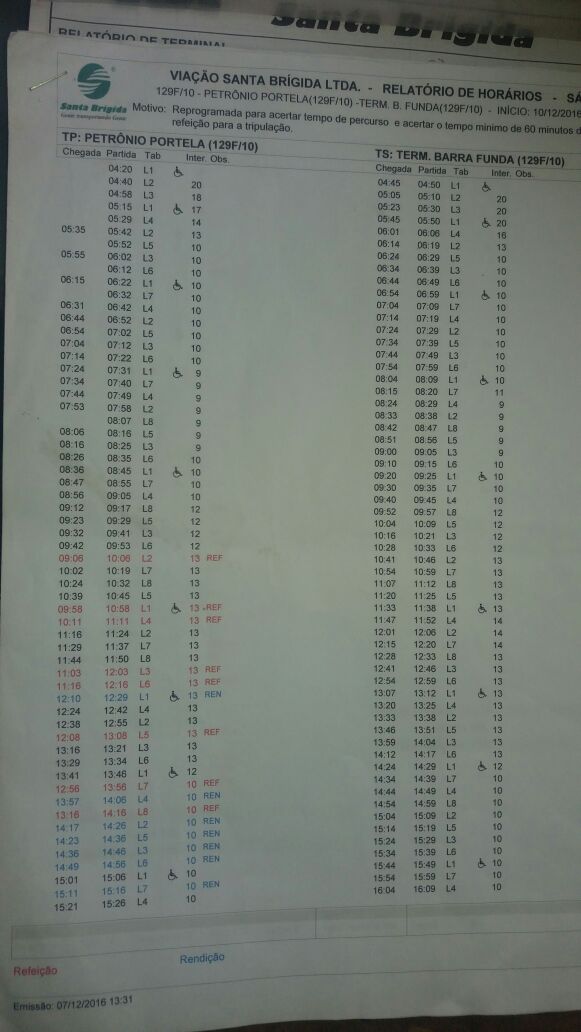 Santa Brígida
RELATÓRIO DE TERMINAL
Santa Brígida
VIAÇÃO SANTA BRÍGIDA LTDA. - RELATÓRIO DE HORÁRIOS - SÁ
129F/10 - PETRÔNIO PORTELA(129F/10) -TERM. B. FUNDA(129F/10) - INÍCIO: 10/12/2016
Motivo: Reprogramada para acertar tempo de percurso e acertar o tempo minimo de 60 minutos d
refeição para a tripulação.
TP: PETRÔNIO PORTELA (129F/10)
Chegada Partida Tab Inter. Obs.
04:20 L1
04:40 L2 20
04:58 L3 18
05:15 L1 17
05:29 L4 14
05:35 05:42 L2 13
05:52 L5 10
05:55 06:02 L3 10
06:12 L6 10
06:15 06:22 L1 10
06:32 L7 10
06:31 06:42 L4 10
06:44 06:52 L2 10
06:54 07:02 L5 10
07:04 07:12 L3 10
07:14 07:22 L6 10
07:24 07:31 L1 9
07:34 07:40 L7 9
07:44 07:49 L4 9
07:53 07:58 L2 9
08:07 L8 9
08:06 08:16 L5 9
08:16 08:25 L3 9
08:26 08:35 L6 10
08:36 08:45 L1 10
08:47 08:55 L7 10
08:56 09:05 L4 10
09:12 09:17 L8 12
09:23 09:29 L5 12
09:32 09:41 L3 12
09:42 09:53 L6 12
09:06 10:06 L2 13 REF
10:02 10:19 L7 13
10:24 10:32 L8 13
10:39 10:45 L5 13
09:58 10:58 L1 13 REF
10:11 11:11 L4 13 REF
11:16 11:24 L2 13
11:29 11:37 L7 13
11:44 11:50 L8 13
11:03 12:03 L3 13 REF
11:16 12:16 L6 13 REF
12:10 12:29 L1 13 REN
12:24 12:42 L4 13
12:38 12:55 L2 13
12:08 13:08 L5 13 REF
13:16 13:21 L3 13
13:29 13:34 L6 13
13:41 13:46 L1 12
12:56 13:56 L7 10 REF
13:57 14:06 L4 10 REN
13:16 14:16 L8 10 REF
14:17 14:26 L2 10 REN
14:23 14:36 L5 10 REN
14:36 14:46 L3 10 REN
14:49 14:56 L6 10 REN
15:01 15:06 L1 10
15:11 15:16 L7 10 REN
15:21 15:26 L4 10
TS: TERM. BARRA FUNDA (129F/10)
Chegada Partida Tab Inter. Obs.
04:45 04:50 L1
05:05 05:10 L2 20
05:23 05:30 L3 20
05:45 05:50 L1 20
06:01 06:06 L4 16
06:14 06:19 L2 13
06:24 06:29 L5 10
06:34 06:39 L3 10
06:44 06:49 L6 10
06:54 06:59 L1 10
07:04 07:09 L7 10
07:14 07:19 L4 10
07:24 07:29 L2 10
07:34 07:39 L5 10
07:44 07:49 L3 10
07:54 07:59 L6 10
08:04 08:09 L1 10
08:15 08:20 L7 11
08:24 08:29 L4 9
08:33 08:38 L2 9
08:42 08:47 L8 9
08:51 08:56 L5 9
09:00 09:05 L3 9
09:10 09:15 L6 10
09:20 09:25 L1 10
09:30 09:35 L7 10
09:40 09:45 L4 10
09:52 09:57 L8 12
10:04 10:09 L5 12
10:16 10:21 L3 12
10:28 10:33 L6 12
10:41 10:46 L2 13
10:54 10:59 L7 13
11:07 11:12 L8 13
11:20 11:25 L5 13
11:33 11:38 L1 13
11:47 11:52 L4 14
12:01 12:06 L2 14
12:15 12:20 L7 14
12:28 12:33 L8 13
12:41 12:46 L3 13
12:54 12:59 L6 13
13:07 13:12 L1 13
13:20 13:25 L4 13
13:33 13:38 L2 13
13:46 13:51 L5 13
13:59 14:04 L3 13
14:12 14:17 L6 13
14:24 14:29 L1 12
14:34 14:39 L7 10
14:44 14:49 L4 10
14:54 14:59 L8 10
15:04 15:09 L2 10
15:14 15:19 L5 10
15:24 15:29 L3 10
15:34 15:39 L6 10
15:44 15:49 L1 10
15:54 15:59 L7 10
16:04 16:09 L4 10
Refeição
Rendição
Emissão: 07/12/2016 13:31